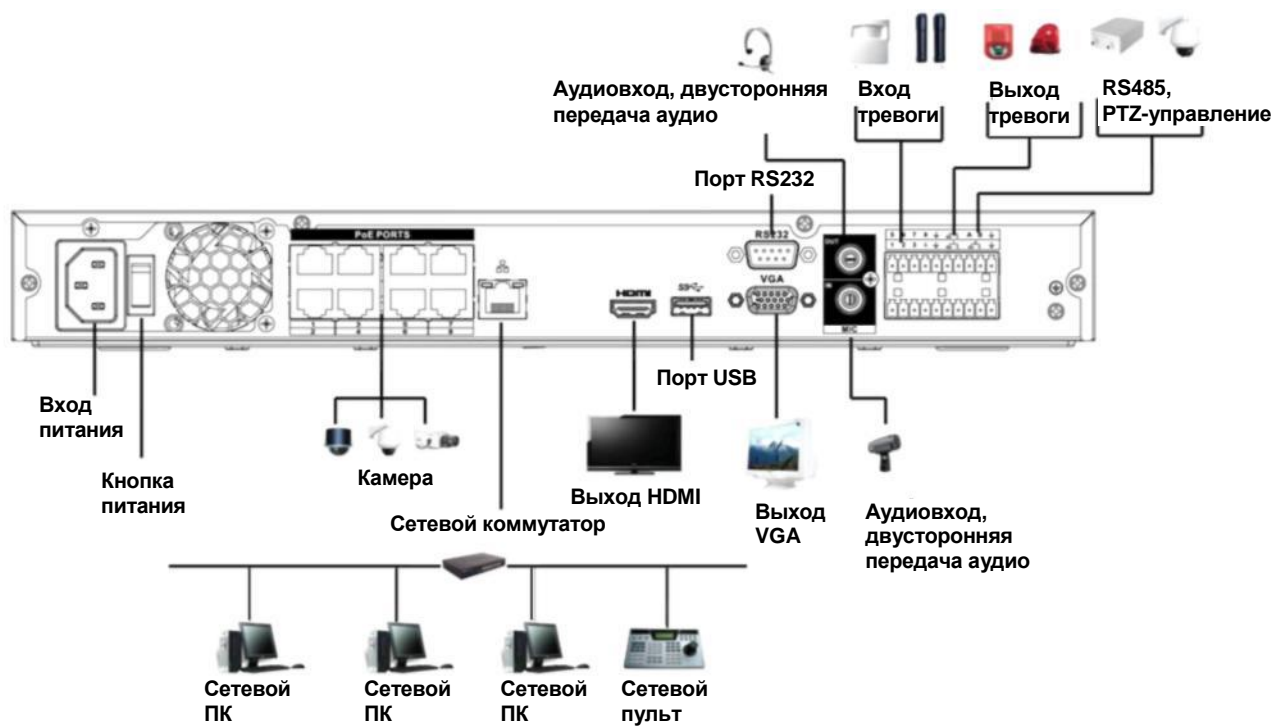 Аудиовход, двусторонняя
передача аудио
Вход
тревоги
Выход
тревоги
RS485,
PTZ-управление
Порт RS232
PoE PORTS
RS232
OUT
VGA
HDMI
IN
MIC
Порт USB
Вход
питания
Кнопка
питания
Камера
Выход HDMI
Сетевой коммутатор
Выход
VGA
Аудиовход,
двусторонняя
передача аудио
Сетевой
ПК
Сетевой
ПК
Сетевой
ПК
Сетевой
пульт